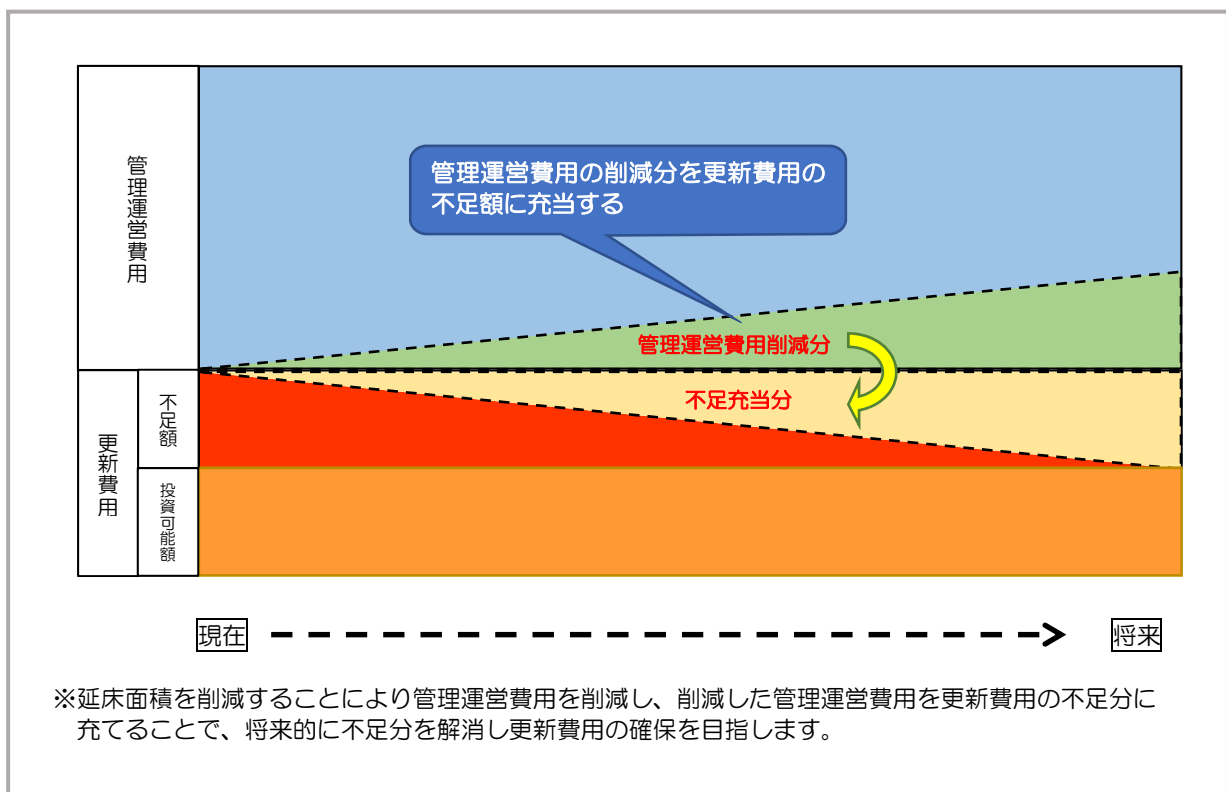 管理運営費用
管理運営費用の削減分を更新費用の
不足額に充当する
管理運営費用削減分
更新費用
不足額
不足充当分
投資可能額
現在
将来
※延床面積を削減することにより管理運営費用を削減し、削減した管理運営費用を更新費用の不足分に
充てることで、将来的に不足分を解消し更新費用の確保を目指します。